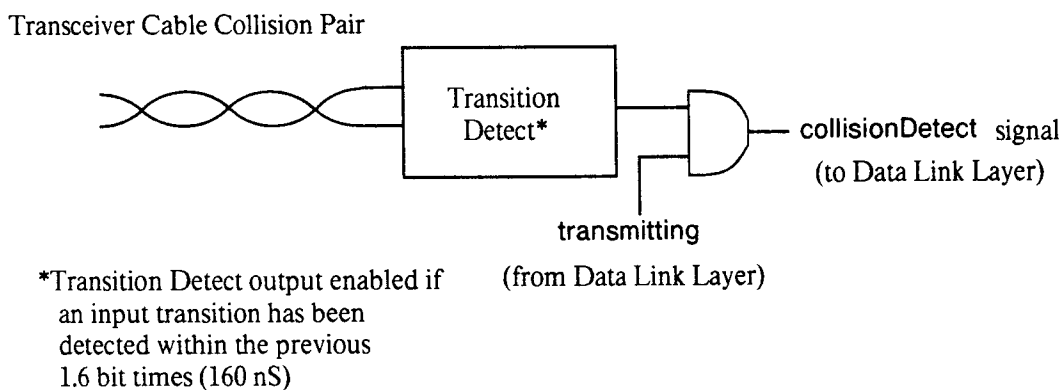 Transceiver Cable Collision Pair
Transition
Detect*
collisionDetect signal
(to Data Link Layer)
transmitting
(from Data Link Layer)
*Transition Detect output enabled if
an input transition has been
detected within the previous
1.6 bit times (160 nS)